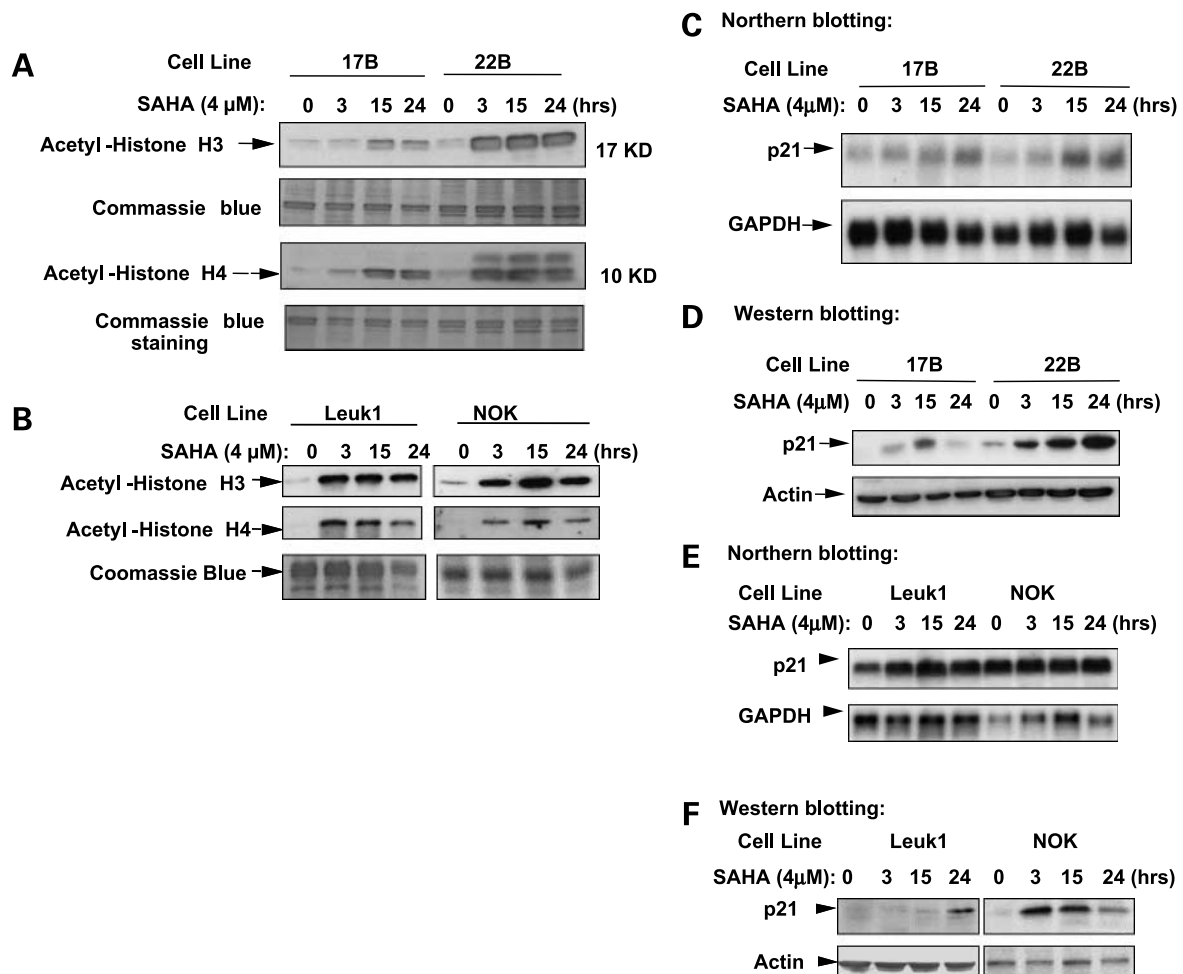 A
Cell Line 17B 22B
SAHA (4 µM): 0 3 15 24 0 3 15 24 (hrs)
Acetyl -Histone H3 17 KD
Commassie blue
Acetyl -Histone H4 10 KD
Commassie blue
staining
B
Cell Line Leuk1 NOK
SAHA (4 µM): 0 3 15 24 0 3 15 24 (hrs)
Acetyl -Histone H3
Acetyl -Histone H4
Coomassie Blue
C Northern blotting:
Cell Line 17B 22B
SAHA (4µM): 0 3 15 24 0 3 15 24 (hrs)
p21
GAPDH
D Western blotting:
Cell Line 17B 22B
SAHA (4µM) 0 3 15 24 0 3 15 24 (hrs)
p21
Actin
E Northern blotting:
Cell Line Leuk1 NOK
SAHA (4µM): 0 3 15 24 0 3 15 24 (hrs)
p21
GAPDH
F Western blotting:
Cell Line Leuk1 NOK
SAHA (4µM): 0 3 15 24 0 3 15 24 (hrs)
p21
Actin